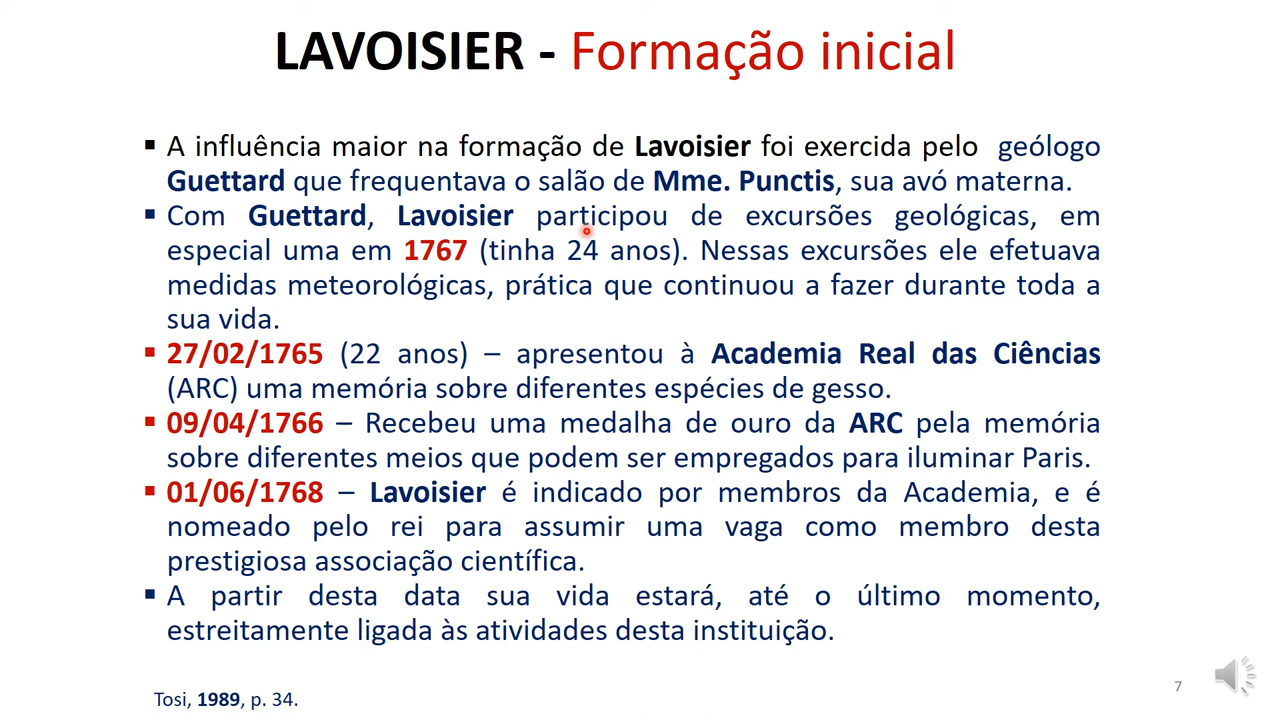 LAVOISIER - Formação inicial
▪ A influência maior na formação de Lavoisier foi exercida pelo geólogo
Guettard que frequentava o salão de Mme. Punctis, sua avó materna.
▪ Com Guettard, Lavoisier participou de excursões geológicas, em
especial uma em 1767 (tinha 24 anos). Nessas excursões ele efetuava
medidas meteorológicas, prática que continuou a fazer durante toda a
sua vida.
▪ 27/02/1765 (22 anos) – apresentou à Academia Real das Ciências
(ARC) uma memória sobre diferentes espécies de gesso.
▪ 09/04/1766 – Recebeu uma medalha de ouro da ARC pela memória
sobre diferentes meios que podem ser empregados para iluminar Paris.
▪ 01/06/1768 – Lavoisier é indicado por membros da Academia, e é
nomeado pelo rei para assumir uma vaga como membro desta
prestigiosa associação científica.
▪ A partir desta data sua vida estará, até o último momento,
estreitamente ligada às atividades desta instituição.
Tosi, 1989, p. 34.
7